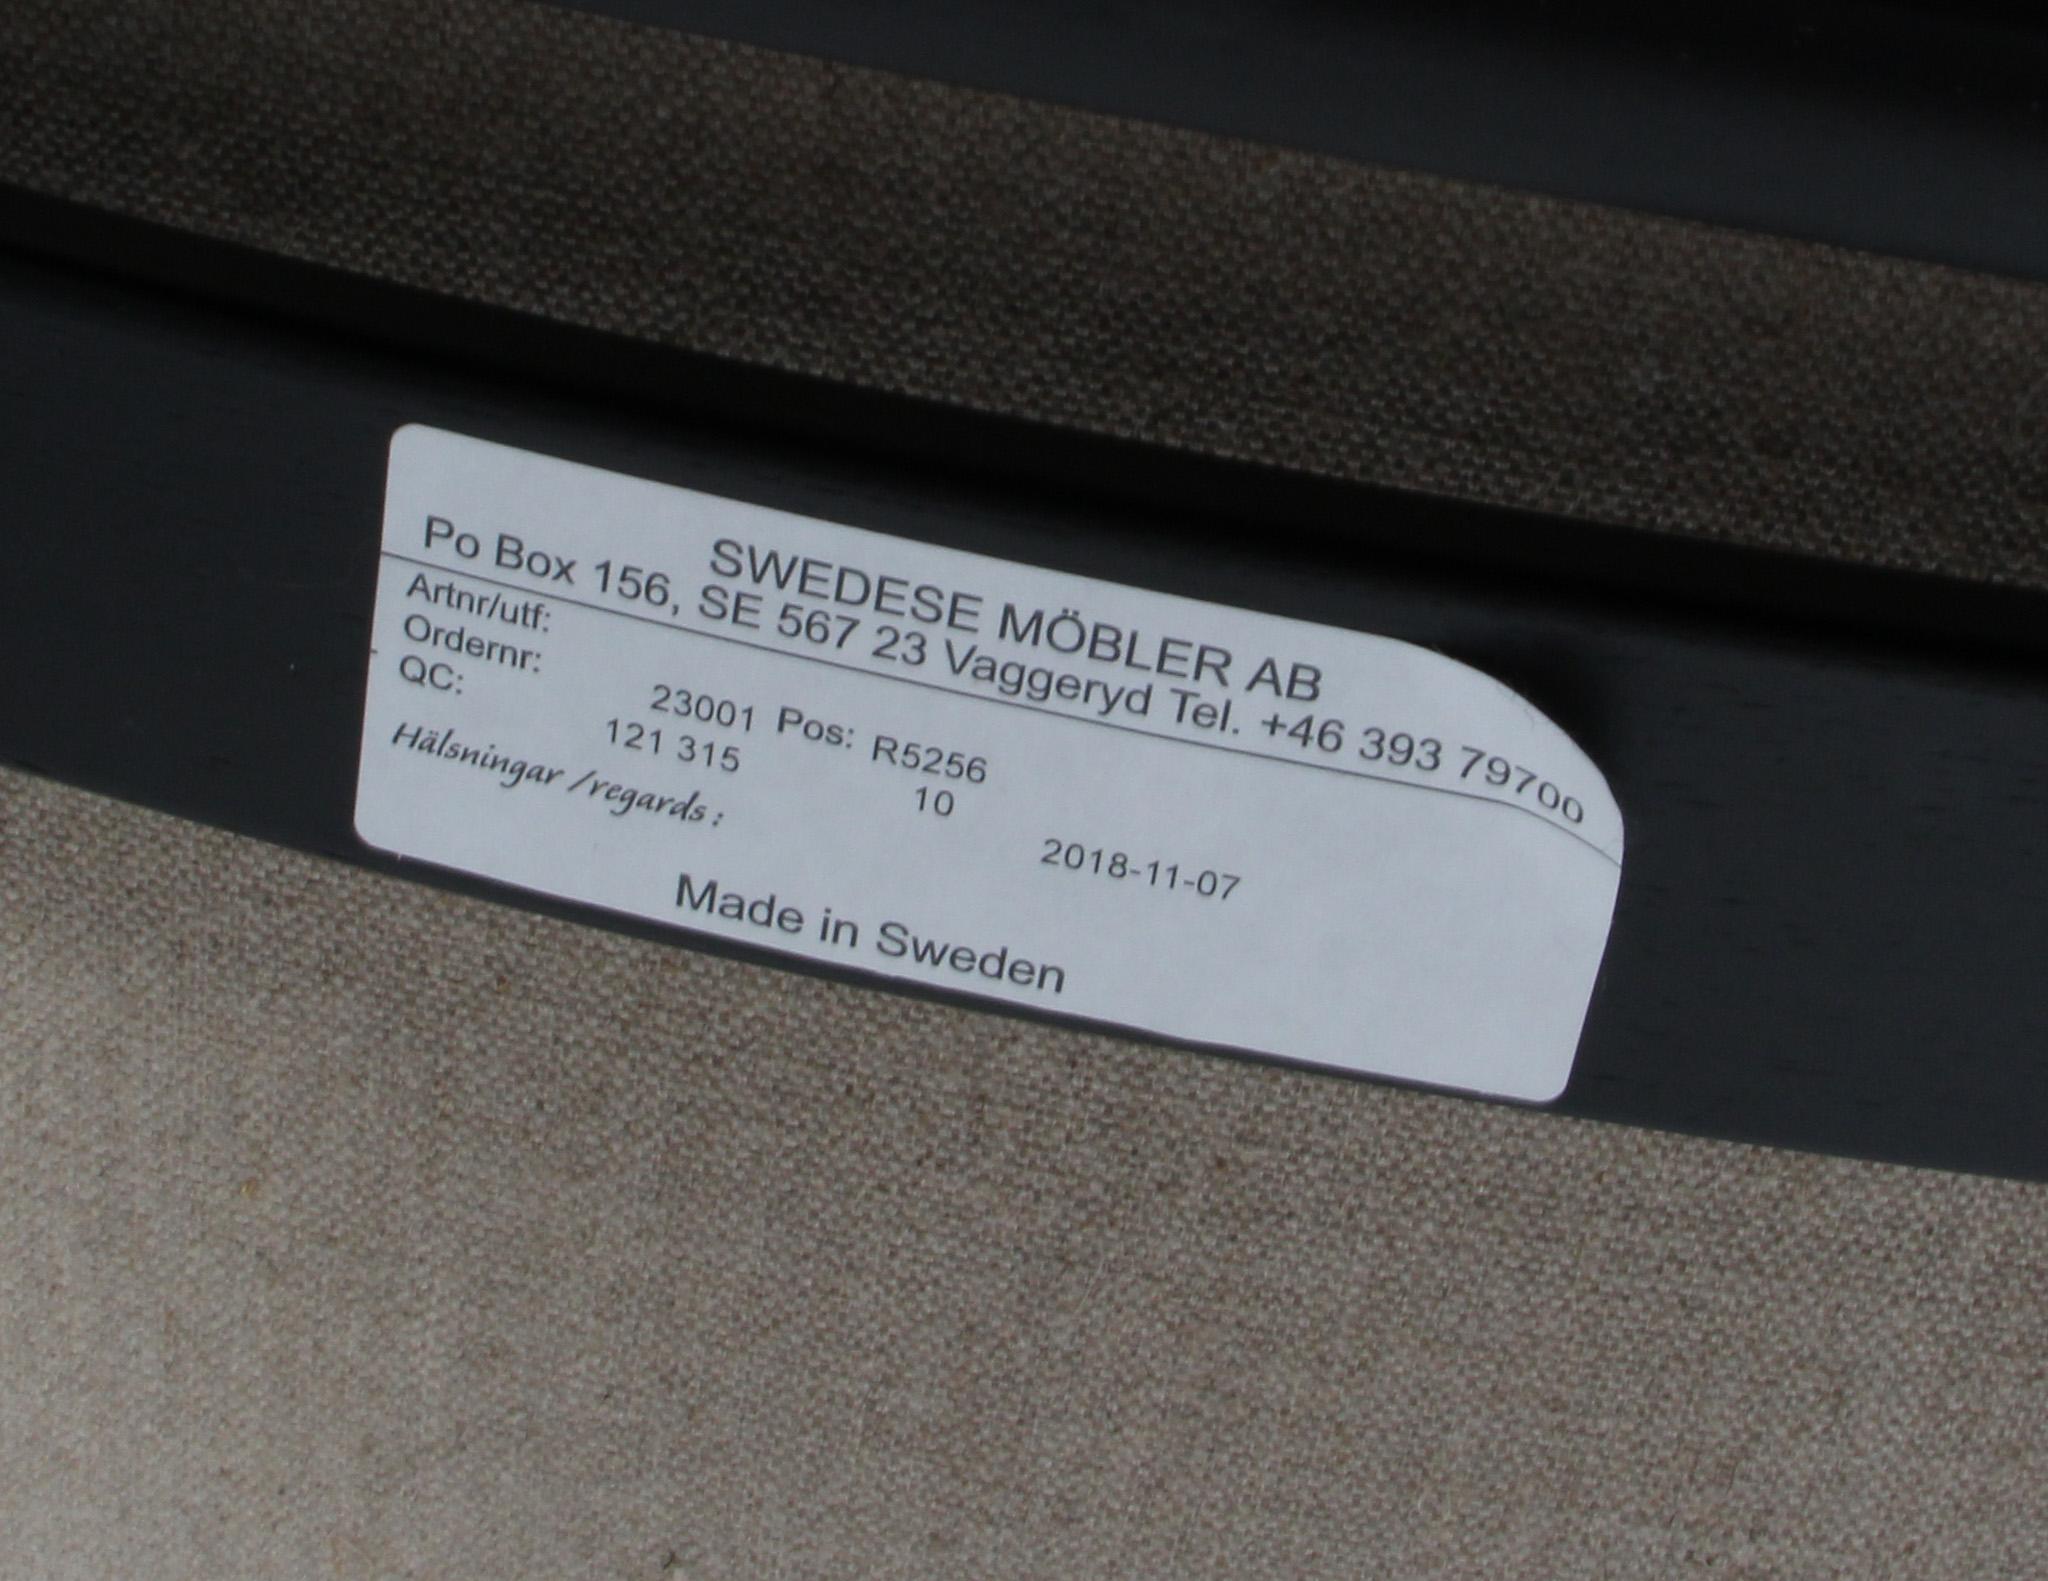 SWEDESE MÖBLER AB
Po Box 156, SE 567 23 Vaggeryd Tel. +46 393 79700
Artnr/utf:
Ordernr: 23001 Pos: R5256
QC: 121 315 10
Hälsningar /regards : 2018-11-07
Made in Sweden